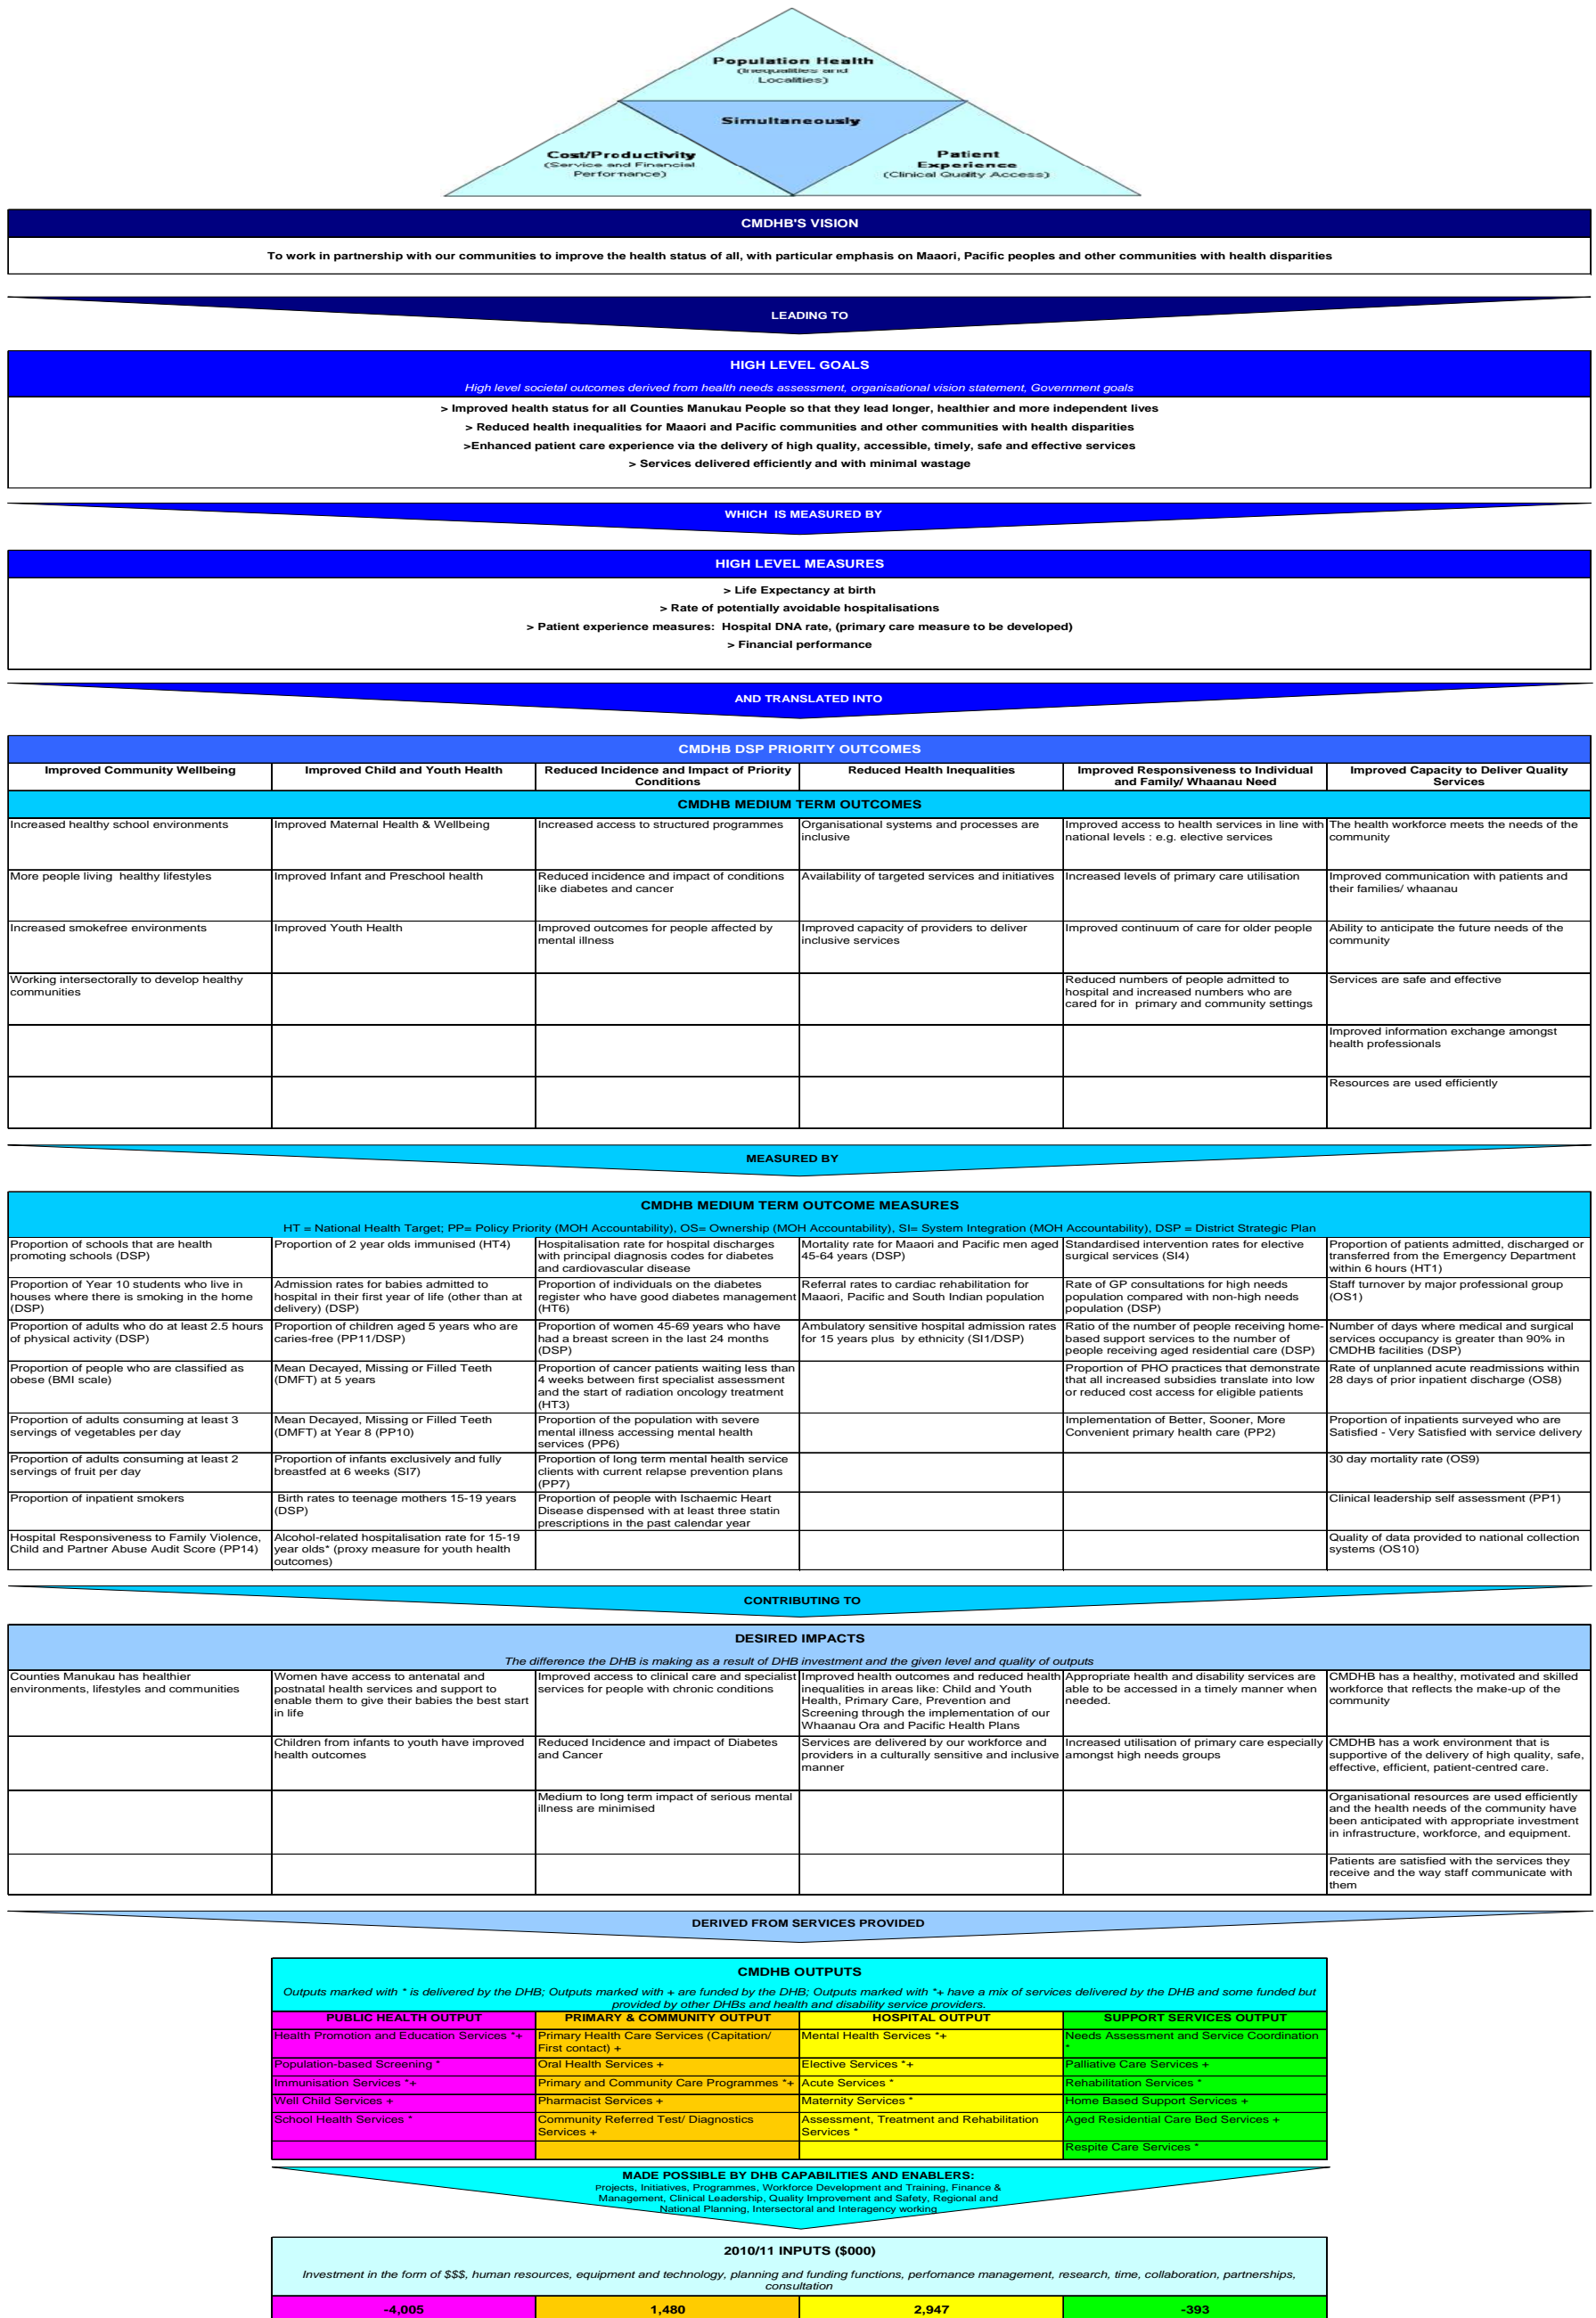 Population Health
(Inequalities and
Localities)
Simultaneously
Cost/Productivity
(Service and Financial
Performance)
Patient
Experience
(Clinical Quality Access)
CMDHB'S VISION
To work in partnership with our communities to improve the health status of all, with particular emphasis on Maaori, Pacific peoples and other communities with health disparities
LEADING TO
HIGH LEVEL GOALS
High level societal outcomes derived from health needs assessment, organisational vision statement, Government goals
> Improved health status for all Counties Manukau People so that they lead longer, healthier and more independent lives
> Reduced health inequalities for Maaori and Pacific communities and other communities with health disparities
>Enhanced patient care experience via the delivery of high quality, accessible, timely, safe and effective services
> Services delivered efficiently and with minimal wastage
WHICH IS MEASURED BY
HIGH LEVEL MEASURES
> Life Expectancy at birth
> Rate of potentially avoidable hospitalisations
> Patient experience measures: Hospital DNA rate, (primary care measure to be developed)
> Financial performance
AND TRANSLATED INTO
CMDHB DSP PRIORITY OUTCOMES
Improved Community Wellbeing
Improved Child and Youth Health
Reduced Incidence and Impact of Priority
Conditions
Reduced Health Inequalities
Improved Responsiveness to Individual
and Family/ Whaanau Need
Improved Capacity to Deliver Quality
Services
CMDHB MEDIUM TERM OUTCOMES
Increased healthy school environments
Improved Maternal Health & Wellbeing
Increased access to structured programmes
Organisational systems and processes are
inclusive
Improved access to health services in line with
national levels : e.g. elective services
The health workforce meets the needs of the
community
More people living healthy lifestyles
Improved Infant and Preschool health
Reduced incidence and impact of conditions
like diabetes and cancer
Availability of targeted services and initiatives
Increased levels of primary care utilisation
Improved communication with patients and
their families/ whaanau
Increased smokefree environments
Improved Youth Health
Improved outcomes for people affected by
mental illness
Improved capacity of providers to deliver
inclusive services
Improved continuum of care for older people
Ability to anticipate the future needs of the
community
Working intersectorally to develop healthy
communities
Reduced numbers of people admitted to
hospital and increased numbers who are
cared for in primary and community settings
Services are safe and effective
Improved information exchange amongst
health professionals
Resources are used efficiently
MEASURED BY
CMDHB MEDIUM TERM OUTCOME MEASURES
HT = National Health Target; PP= Policy Priority (MOH Accountability), OS= Ownership (MOH Accountability), SI= System Integration (MOH Accountability), DSP = District Strategic Plan
Proportion of schools that are health
promoting schools (DSP)
Proportion of 2 year olds immunised (HT4)
Hospitalisation rate for hospital discharges
with principal diagnosis codes for diabetes
and cardiovascular disease
Mortality rate for Maaori and Pacific men aged
45-64 years (DSP)
Standardised intervention rates for elective
surgical services (SI4)
Proportion of patients admitted, discharged or
transferred from the Emergency Department
within 6 hours (HT1)
Proportion of Year 10 students who live in
houses where there is smoking in the home
(DSP)
Admission rates for babies admitted to
hospital in their first year of life (other than at
delivery) (DSP)
Proportion of individuals on the diabetes
register who have good diabetes management
(HT6)
Referral rates to cardiac rehabilitation for
Maaori, Pacific and South Indian population
Rate of GP consultations for high needs
population compared with non-high needs
population (DSP)
Staff turnover by major professional group
(OS1)
Proportion of adults who do at least 2.5 hours
of physical activity (DSP)
Proportion of children aged 5 years who are
caries-free (PP11/DSP)
Proportion of women 45-69 years who have
had a breast screen in the last 24 months
(DSP)
Ambulatory sensitive hospital admission rates
for 15 years plus by ethnicity (SI1/DSP)
Ratio of the number of people receiving home-
based support services to the number of
people receiving aged residential care (DSP)
Number of days where medical and surgical
services occupancy is greater than 90% in
CMDHB facilities (DSP)
Proportion of people who are classified as
obese (BMI scale)
Mean Decayed, Missing or Filled Teeth
(DMFT) at 5 years
Proportion of cancer patients waiting less than
4 weeks between first specialist assessment
and the start of radiation oncology treatment
(HT3)
Proportion of PHO practices that demonstrate
that all increased subsidies translate into low
or reduced cost access for eligible patients
Rate of unplanned acute readmissions within
28 days of prior inpatient discharge (OS8)
Proportion of adults consuming at least 3
servings of vegetables per day
Mean Decayed, Missing or Filled Teeth
(DMFT) at Year 8 (PP10)
Proportion of the population with severe
mental illness accessing mental health
services (PP6)
Implementation of Better, Sooner, More
Convenient primary health care (PP2)
Proportion of inpatients surveyed who are
Satisfied - Very Satisfied with service delivery
Proportion of adults consuming at least 2
servings of fruit per day
Proportion of infants exclusively and fully
breastfed at 6 weeks (SI7)
Proportion of long term mental health service
clients with current relapse prevention plans
(PP7)
30 day mortality rate (OS9)
Proportion of inpatient smokers
Birth rates to teenage mothers 15-19 years
(DSP)
Proportion of people with Ischaemic Heart
Disease dispensed with at least three statin
prescriptions in the past calendar year
Clinical leadership self assessment (PP1)
Hospital Responsiveness to Family Violence,
Child and Partner Abuse Audit Score (PP14)
Alcohol-related hospitalisation rate for 15-19
year olds* (proxy measure for youth health
outcomes)
Quality of data provided to national collection
systems (OS10)
CONTRIBUTING TO
DESIRED IMPACTS
The difference the DHB is making as a result of DHB investment and the given level and quality of outputs
Counties Manukau has healthier
environments, lifestyles and communities
Women have access to antenatal and
postnatal health services and support to
enable them to give their babies the best start
in life
Improved access to clinical care and specialist
services for people with chronic conditions
Improved health outcomes and reduced health
inequalities in areas like: Child and Youth
Health, Primary Care, Prevention and
Screening through the implementation of our
Whaanau Ora and Pacific Health Plans
Appropriate health and disability services are
able to be accessed in a timely manner when
needed.
CMDHB has a healthy, motivated and skilled
workforce that reflects the make-up of the
community
Children from infants to youth have improved
health outcomes
Reduced Incidence and impact of Diabetes
and Cancer
Services are delivered by our workforce and
providers in a culturally sensitive and inclusive
manner
Increased utilisation of primary care especially
amongst high needs groups
CMDHB has a work environment that is
supportive of the delivery of high quality, safe,
effective, efficient, patient-centred care.
Medium to long term impact of serious mental
illness are minimised
Organisational resources are used efficiently
and the health needs of the community have
been anticipated with appropriate investment
in infrastructure, workforce, and equipment.
Patients are satisfied with the services they
receive and the way staff communicate with
them
DERIVED FROM SERVICES PROVIDED
CMDHB OUTPUTS
Outputs marked with * is delivered by the DHB; Outputs marked with + are funded by the DHB; Outputs marked with *+ have a mix of services delivered by the DHB and some funded but
provided by other DHBs and health and disability service providers.
PUBLIC HEALTH OUTPUT
PRIMARY & COMMUNITY OUTPUT
HOSPITAL OUTPUT
SUPPORT SERVICES OUTPUT
Health Promotion and Education Services *+
Primary Health Care Services (Capitation/
First contact) +
Mental Health Services *+
Needs Assessment and Service Coordination
*
Population-based Screening *
Oral Health Services +
Elective Services *+
Palliative Care Services +
Immunisation Services *+
Primary and Community Care Programmes *+
Acute Services *
Rehabilitation Services *
Well Child Services +
Pharmacist Services +
Maternity Services *
Home Based Support Services +
School Health Services *
Community Referred Test/ Diagnostics
Services +
Assessment, Treatment and Rehabilitation
Services *
Aged Residential Care Bed Services +
Respite Care Services *
MADE POSSIBLE BY DHB CAPABILITIES AND ENABLERS:
Projects, Initiatives, Programmes, Workforce Development and Training, Finance &
Management, Clinical Leadership, Quality Improvement and Safety, Regional and
National Planning, Intersectoral and Interagency working
2010/11 INPUTS ($000)
Investment in the form of $$$, human resources, equipment and technology, planning and funding functions, perfomance management, research, time, collaboration, partnerships,
consultation
-4,005
1,480
2,947
-393